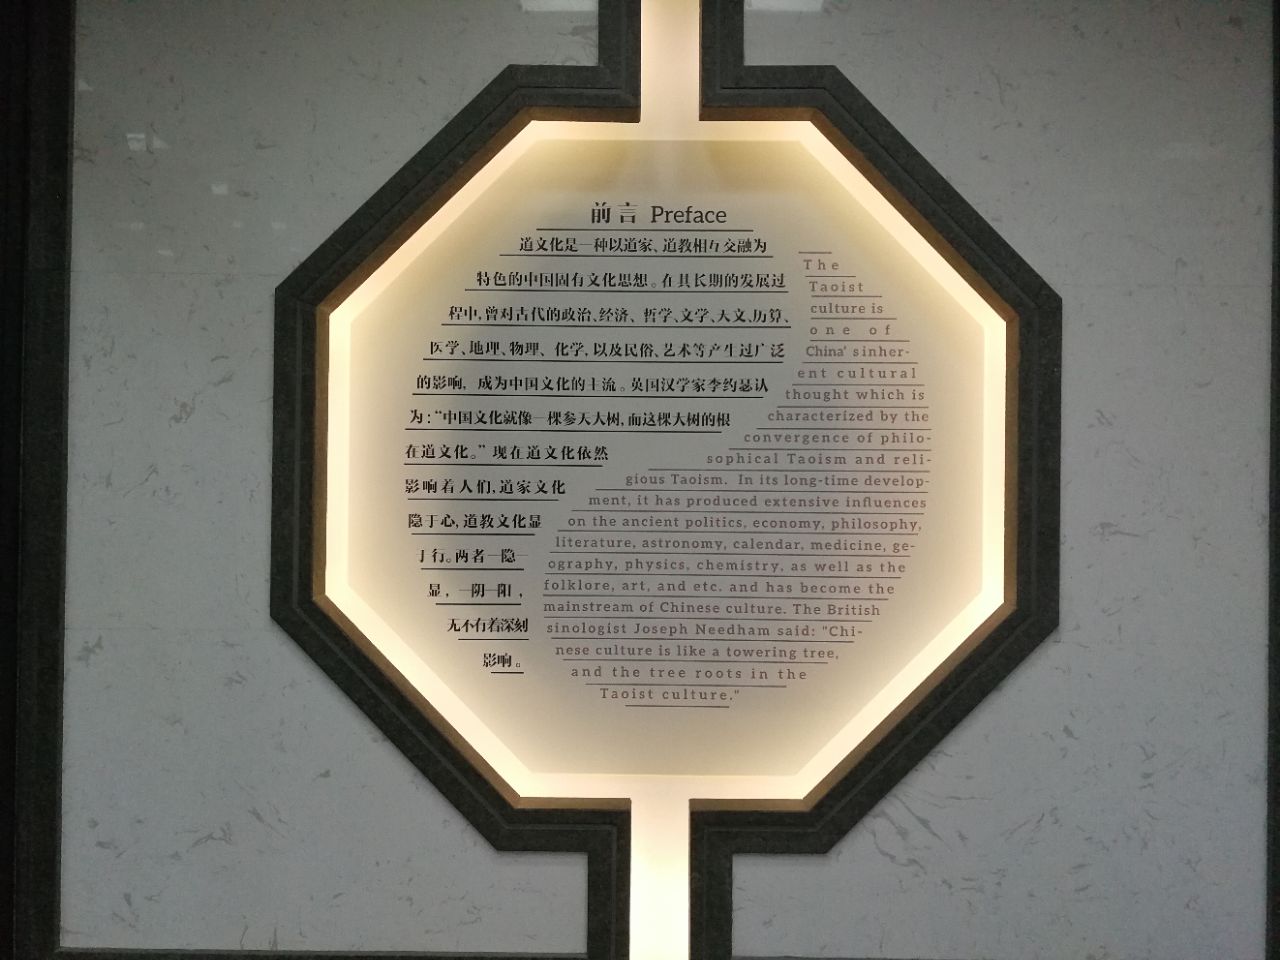 前言 Preface
道文化是一种以道家、道教相互交融为
特色的中国固有文化思想。在其长期的发展过
程中,曾对古代的政治、经济、哲学、文学、天文、历算、
医学、地理、物理、化学,以及民俗、艺术等产生过广泛
的影响，成为中国文化的主流。英国汉学家李约瑟认
为:“中国文化就像一棵参天大树,而这棵大树的根
在道文化。”现在道文化依然
影响着人们,道家文化
隐于心,道教文化显
于行。两者一隐一
显，一阴一阳，
无不有着深刻
影响。
The
Taoist
culture is
one of
China' sinher-
ent cultural
thought which is
characterized by the
convergence of philo-
sophical Taoism and reli-
gious Taoism. In its long-time develop-
ment, it has produced extensive influences
on the ancient politics, economy, philosophy,
literature, astronomy, calendar, medicine, ge-
ography, physics, chemistry, as well as the
folklore, art, and etc. and has become the
mainstream of Chinese culture. The British
sinologist Joseph Needham said: "Chi-
nese culture is like a towering tree,
and the tree roots in the
Taoist culture."